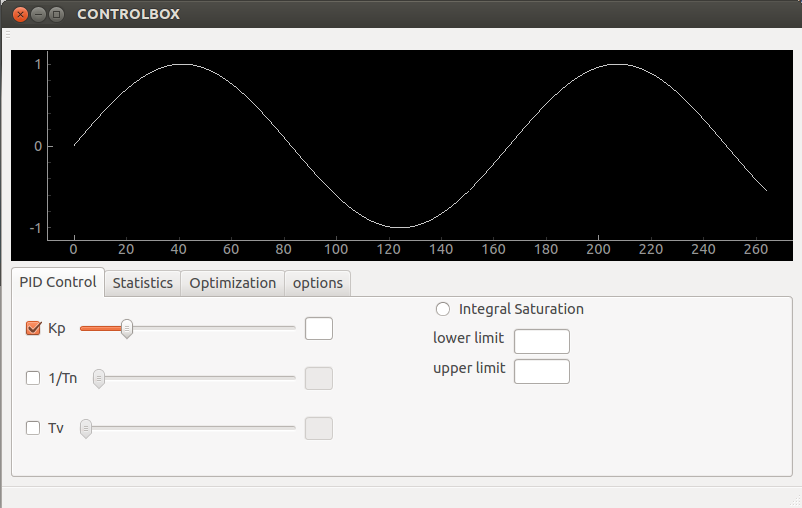 CONTROLBOX
1
0
-1
0 20 40 60 80 100 120 140 160 180 200 220 240 260
PID Control Statistics Optimization options
Kp
Integral Saturation
lower limit
upper limit
1/Tn
Tv